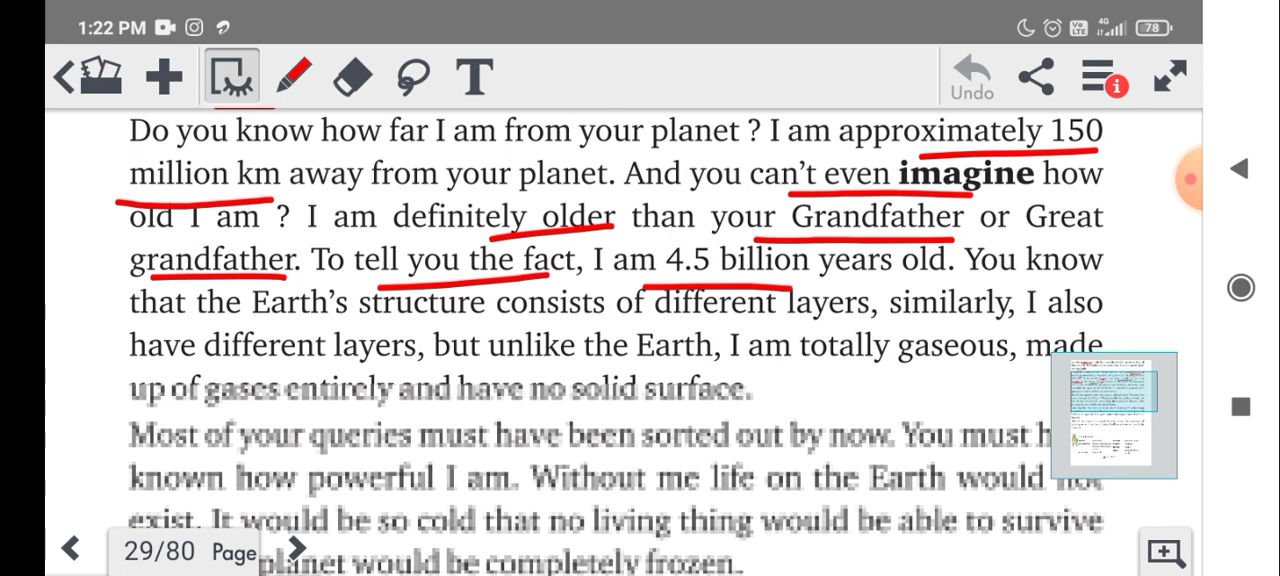 1:22 PM
4G
78
T
Undo
Do you know how far I am from your planet ? I am approximately 150
million km away from your planet. And you can't even imagine how
old I am ? I am definitely older than your Grandfather or Great
grandfather. To tell you the fact, I am 4.5 billion years old. You know
that the Earth's structure consists of different layers, similarly, I also
have different layers, but unlike the Earth, I am totally gaseous, made
up of gases entirely and have no solid surface.
Most of your queries must have been sorted out by now. You must
known how powerful I am. Without me life on the Earth would not
exist. It would be so cold that no living thing would be able to survive
planet would be completely frozen.
29/80 Page